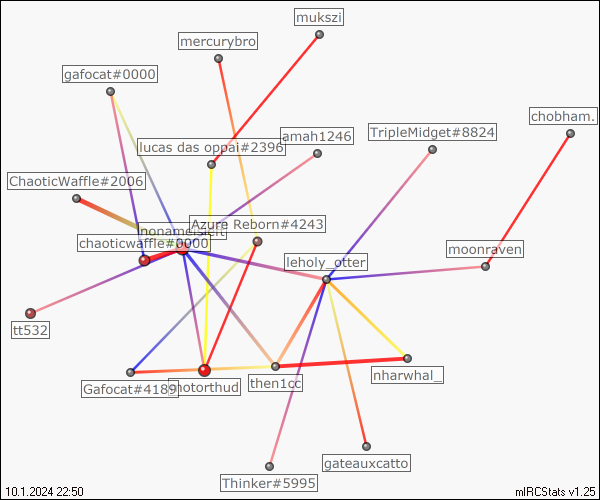 mukszi
mercurybro
gafocat#0000
chobham.
TripleMidget#8824
amah1246
lucas das oppai#2396
ChaoticWaffle#2006
Azure Reborn#4243
chaoticwaffle#0000
moonraven
leholy_otter
tt532
nharwhal_
then1cc
Gafocat#4189
motorthud
gateauxcatto
Thinker#5995
10.1.2024 22:50
mIRCStats v1.25